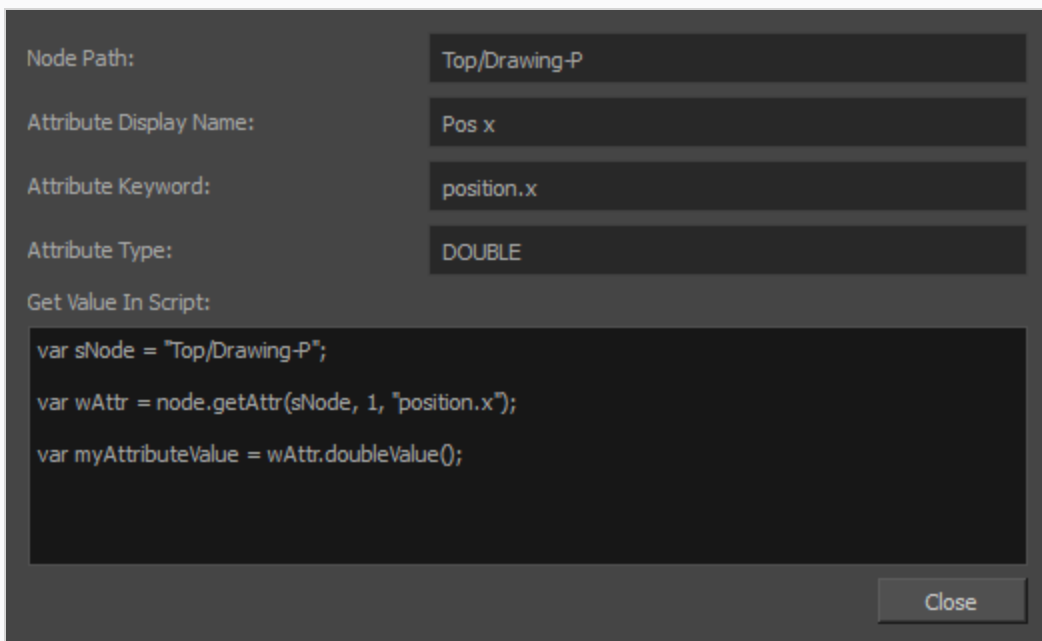 Node Path: Top/Drawing-P
Attribute Display Name: Pos x
Attribute Keyword: position.x
Attribute Type: DOUBLE
Get Value In Script:
var sNode = "Top/Drawing-P";
var wAttr = node.getAttr(sNode, 1, "position.x");
var myAttributeValue = wAttr.doubleValue();
Close